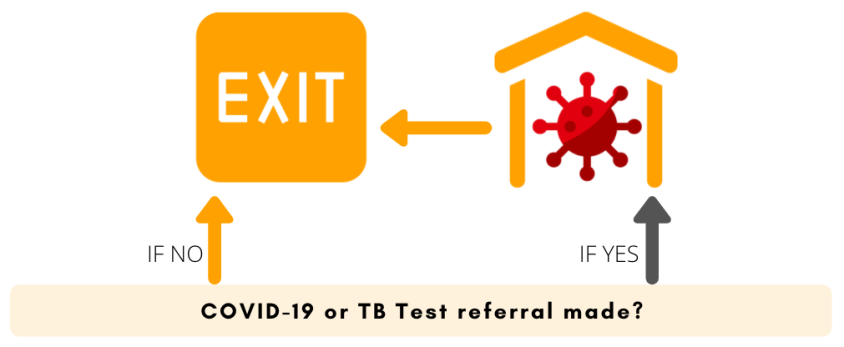 EXIT
IF NO
IF YES
COVID-19 or TB Test referral made?